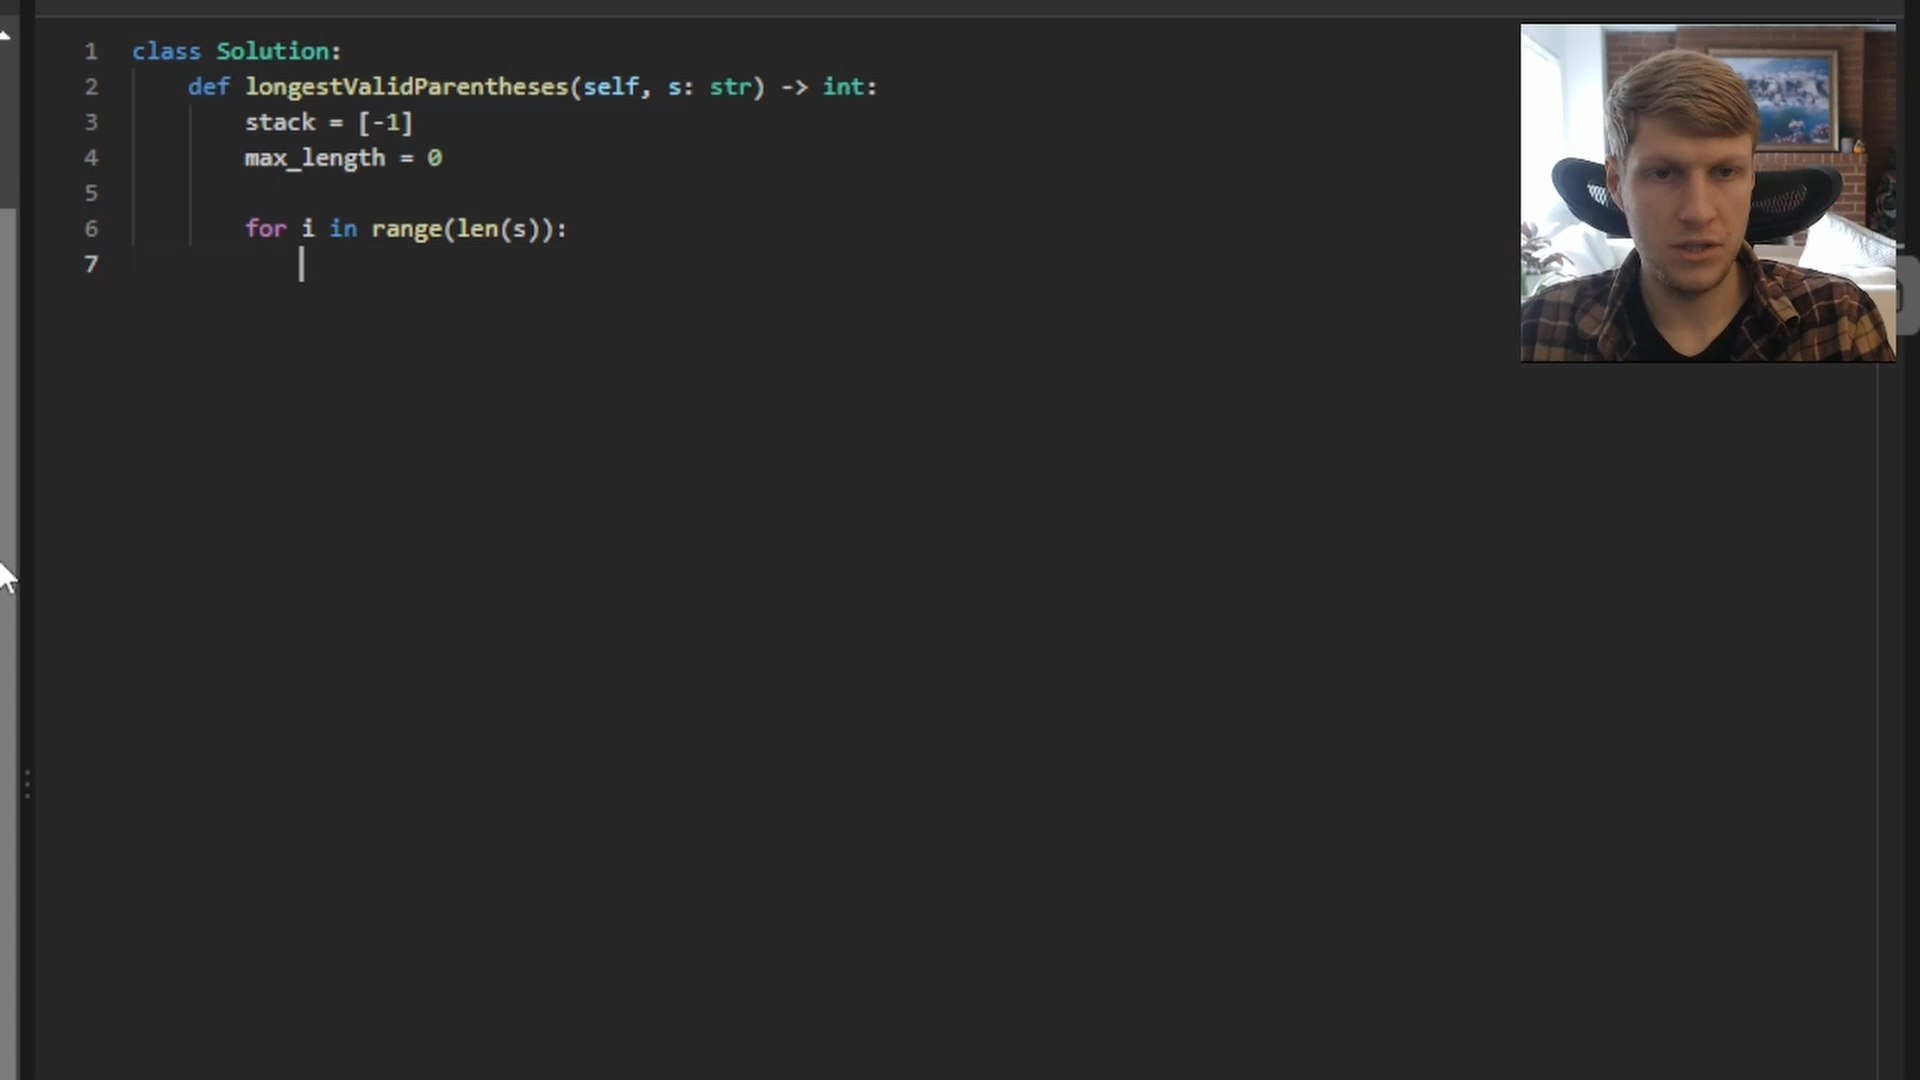 1 class Solution:
2 def longestValidParentheses(self, s: str) -> int:
3 stack = [-1]
4 max_length = 0
5
6 for i in range(len(s)):
7